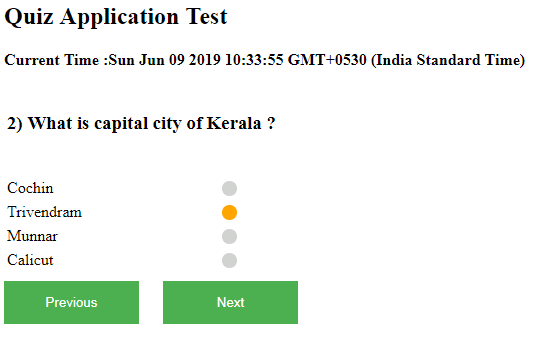 Quiz Application Test
Current Time :Sun Jun 09 2019 10:33:55 GMT+0530 (India Standard Time)
2) What is capital city of Kerala ?
Cochin
Trivendram
Munnar
Calicut
Previous Next